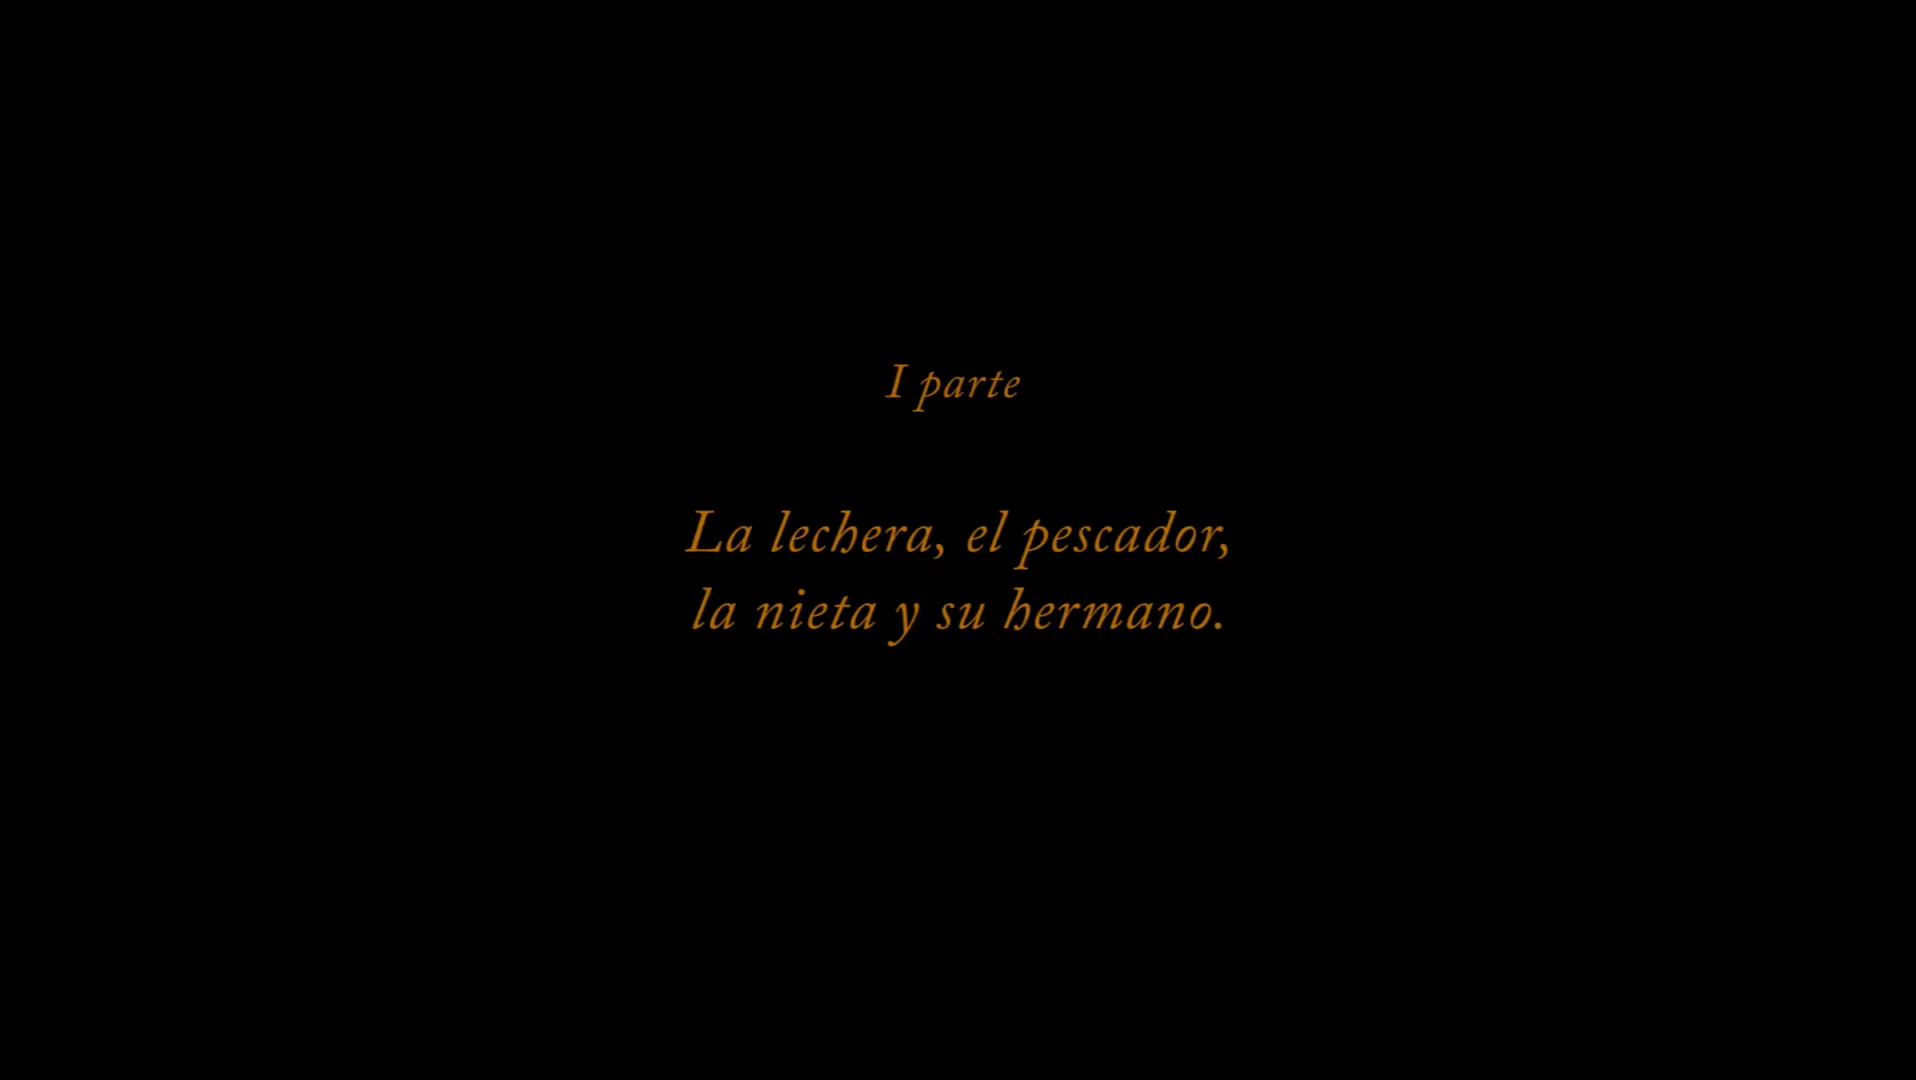 I parte
La lechera, el pescador,
la nieta y su hermano.